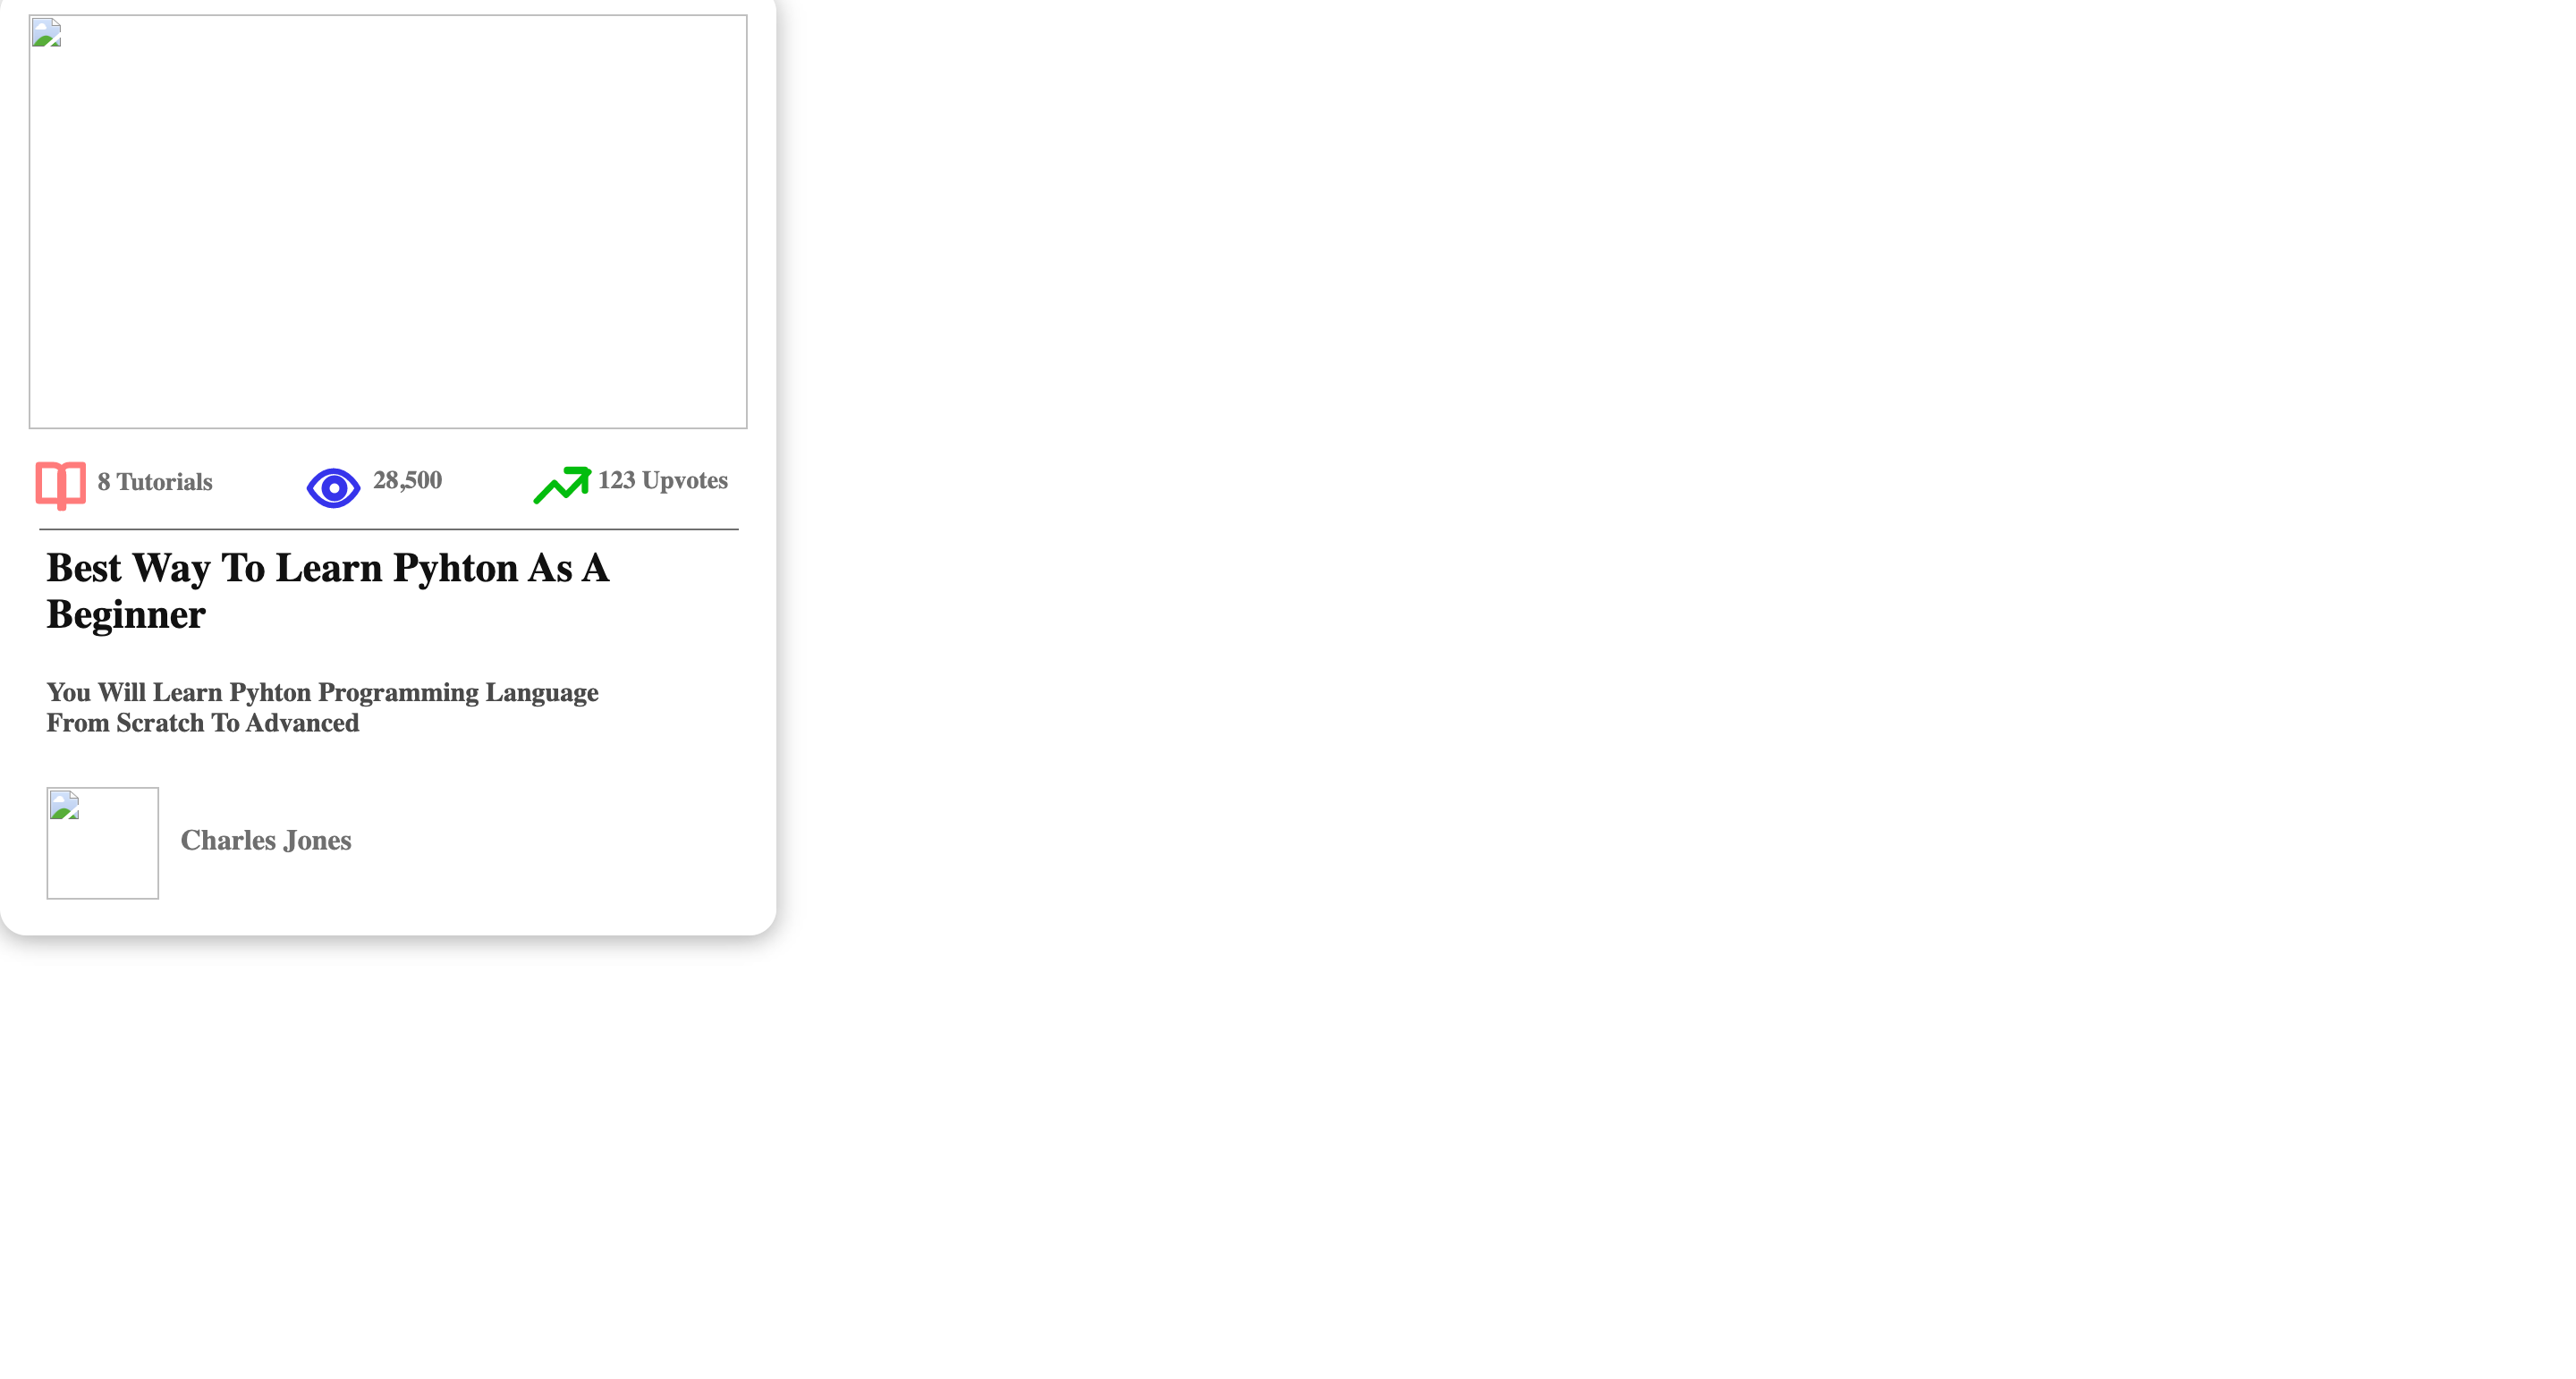 8 Tutorials
28,500
123 Upvotes
Best Way To Learn Pyhton As A
Beginner
You Will Learn Pyhton Programming Language
From Scratch To Advanced
Charles Jones